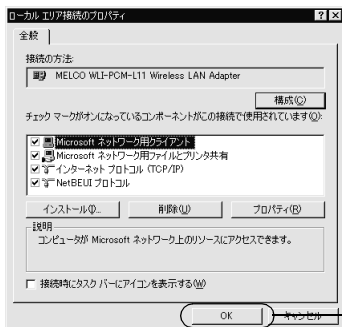 ローカル エリア接続のプロパティ
全般
接続の方法:
MELCO WLI-PCM-L11 Wireless LAN Adapter
構成(C)
チェック マークがオンになっているコンポーネントがこの接続で使用されています(O):
Microsoft ネットワーク用クライアント
Microsoft ネットワーク用ファイルとプリンタ共有
インターネット プロトコル (TCP/IP)
NetBEUI プロトコル
インストール(I)... 削除(U) プロパティ(R)
説明
コンピュータが Microsoft ネットワーク上のリソースにアクセスできます。
接続時にタスク バーにアイコンを表示する(W)
OK キャンセル